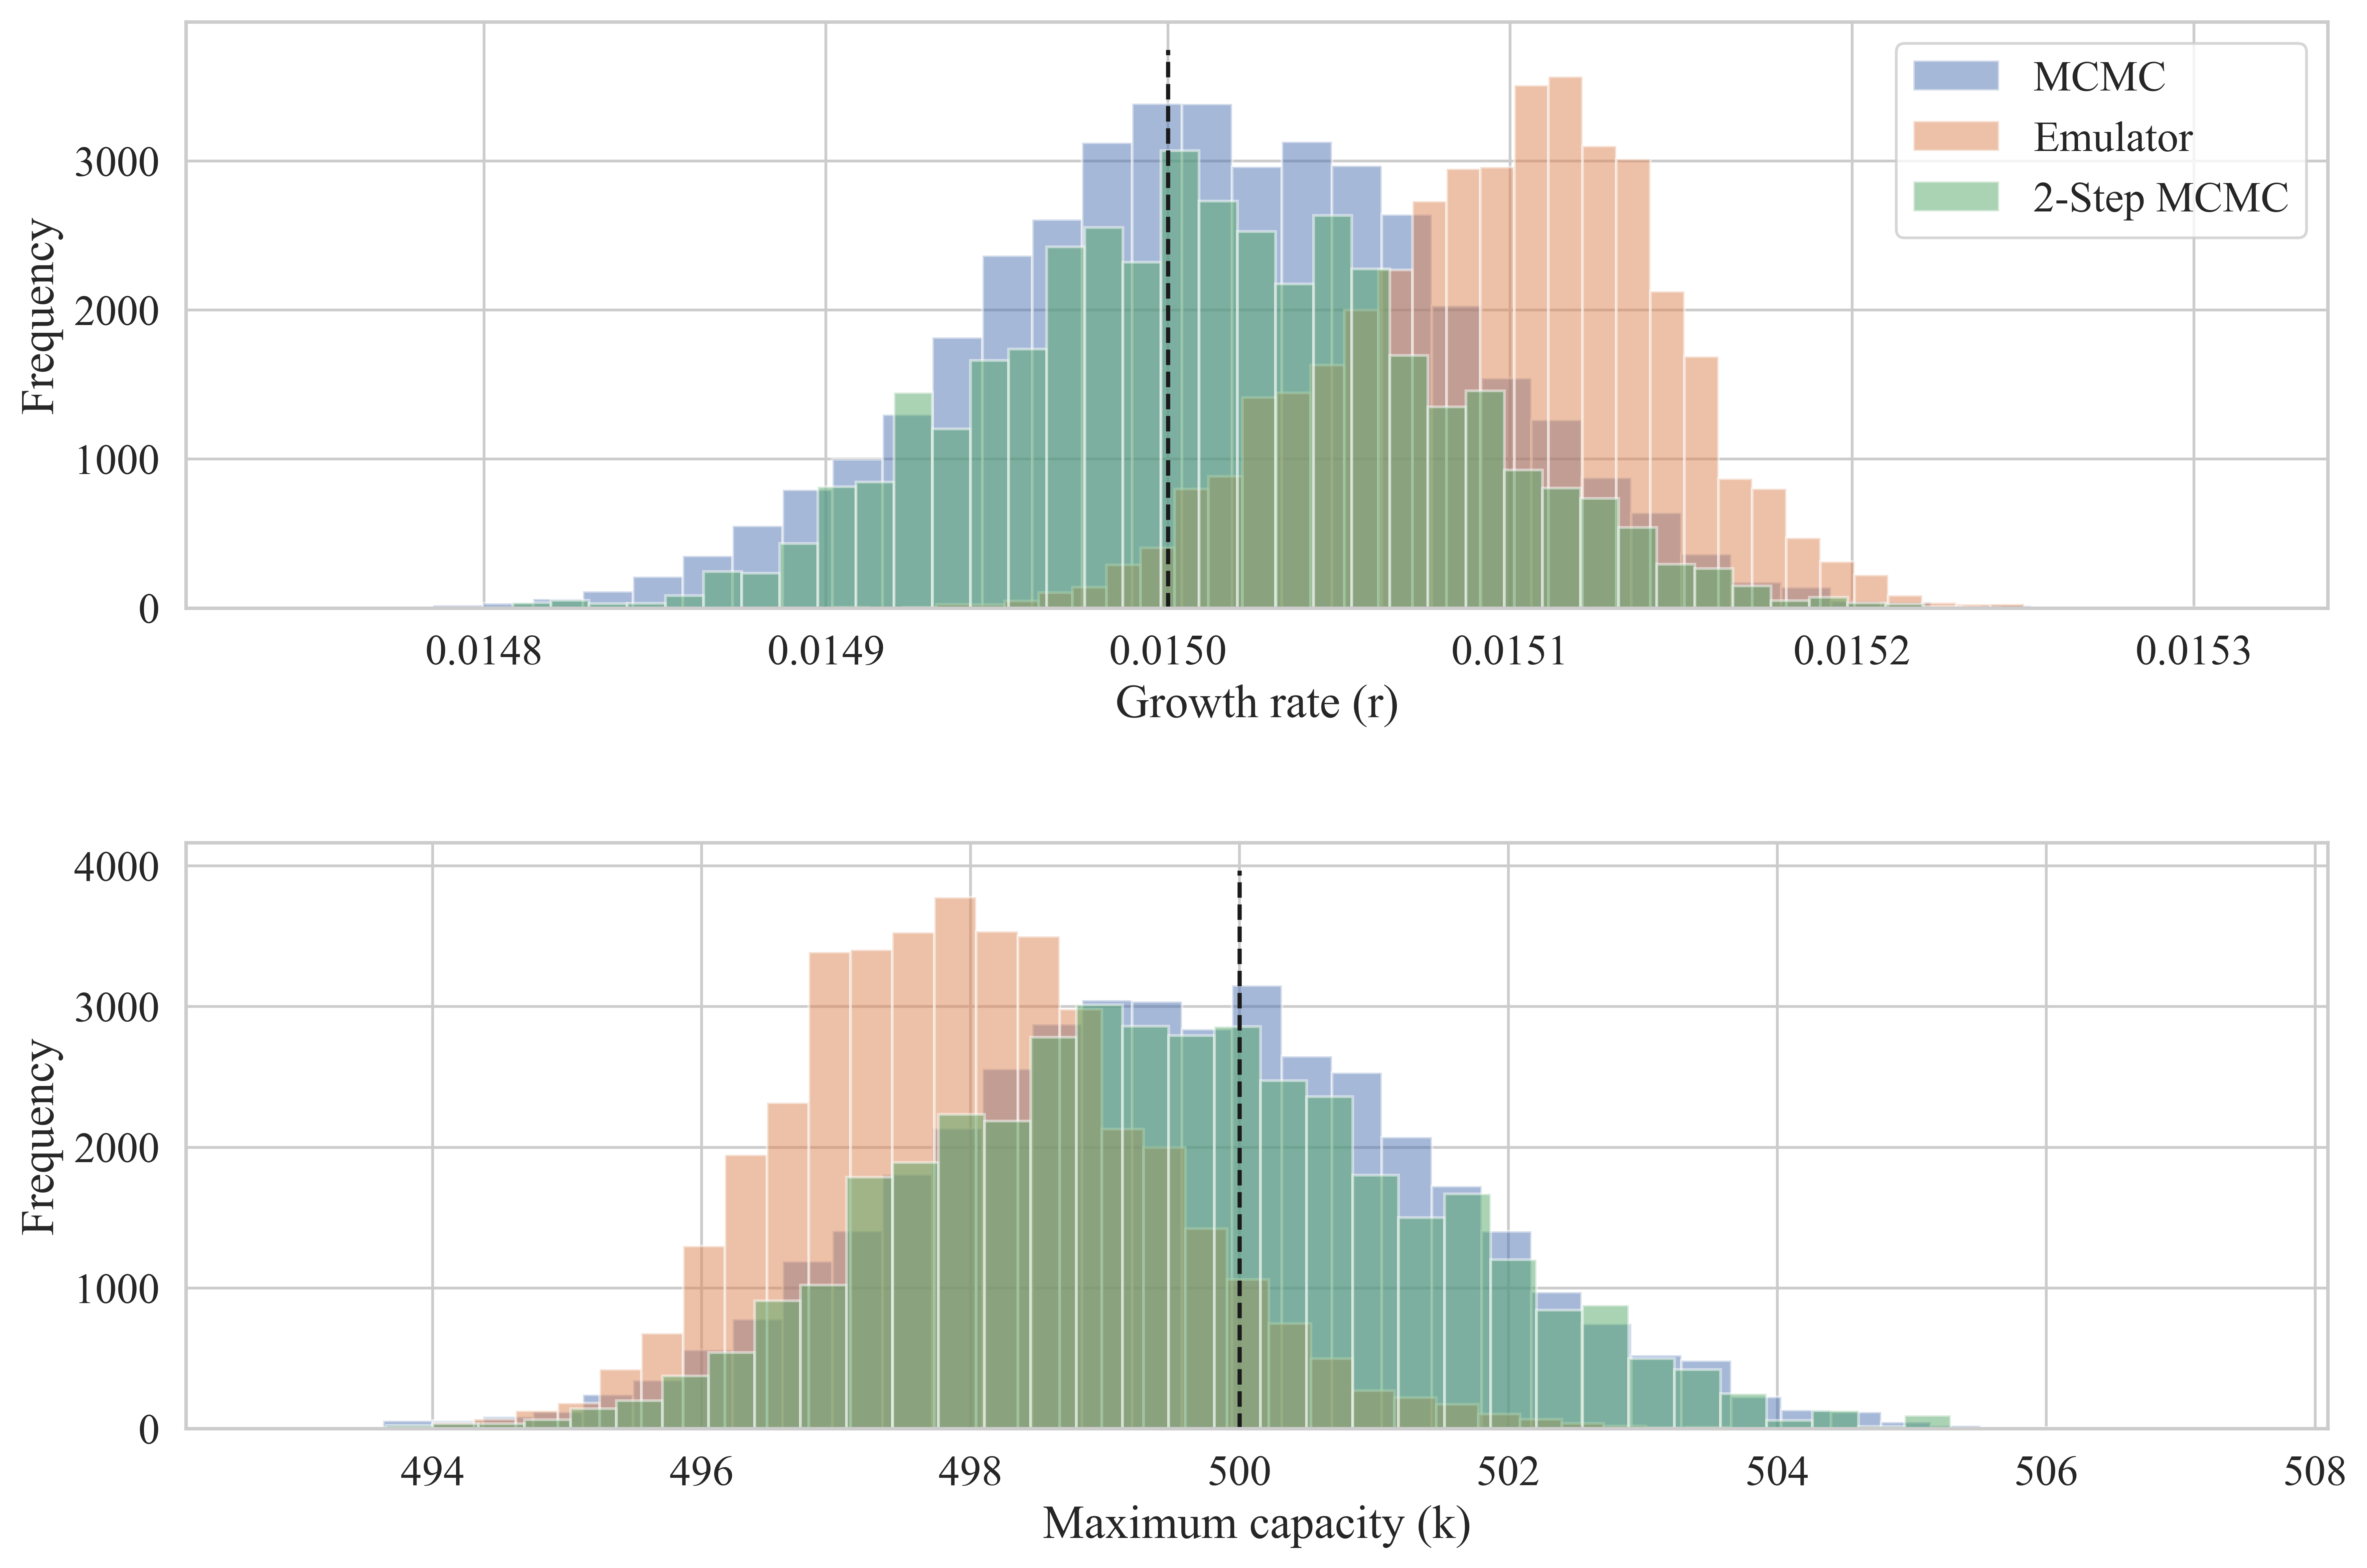 MCMC
Emulator
2-Step MCMC
Frequency
3000
2000
1000
0
0.0148 0.0149 0.0150 0.0151 0.0152 0.0153
Growth rate (r)
Frequency
4000
3000
2000
1000
0
494 496 498 500 502 504 506 508
Maximum capacity (k)